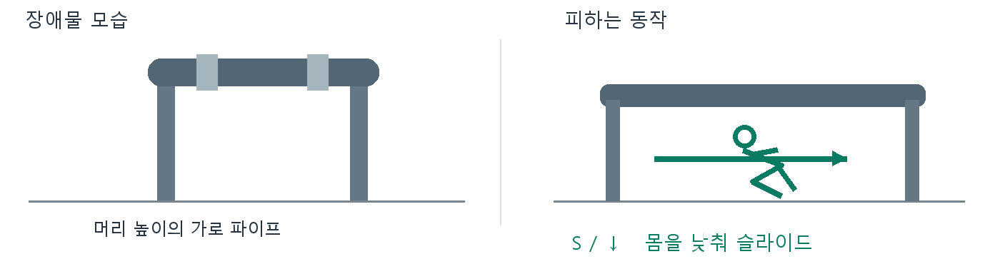 장애물 모습
피하는 동작
머리 높이의 가로 파이프
S / ↓ 몸을 낮춰 슬라이드